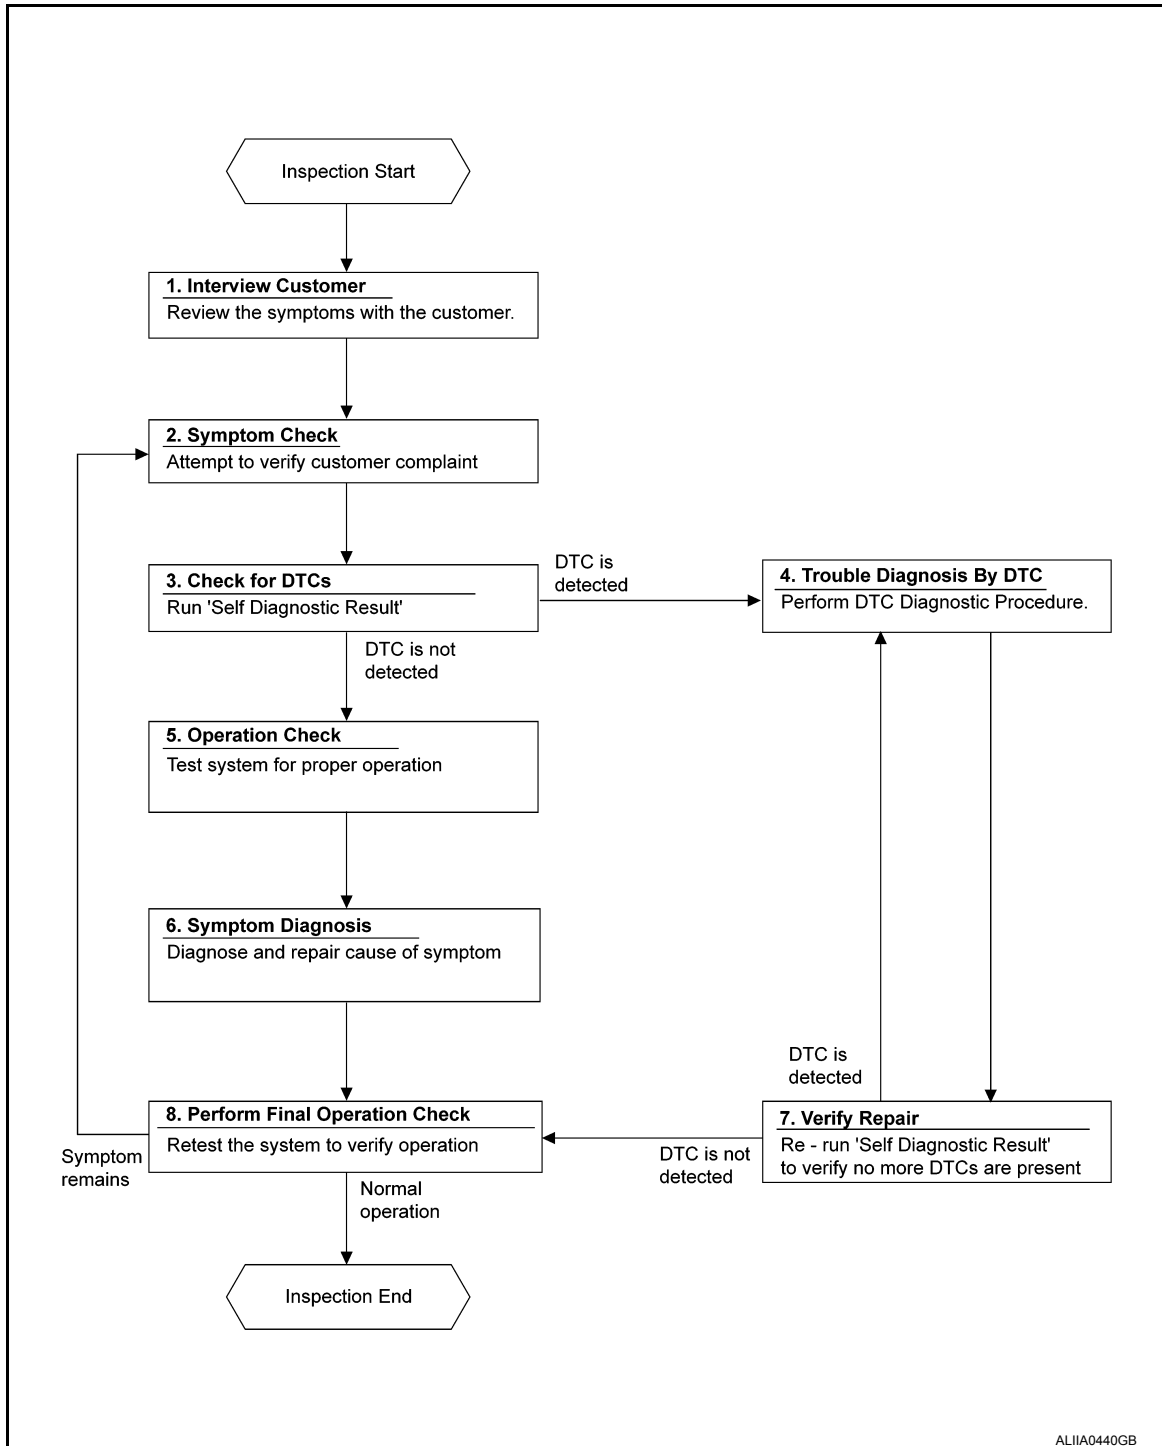 Inspection Start
1. Interview Customer
Review the symptoms with the customer.
2. Symptom Check
Attempt to verify customer complaint
3. Check for DTCs
Run 'Self Diagnostic Result'
DTC is
detected
4. Trouble Diagnosis By DTC
Perform DTC Diagnostic Procedure.
DTC is not
detected
5. Operation Check
Test system for proper operation
6. Symptom Diagnosis
Diagnose and repair cause of symptom
DTC is
detected
7. Verify Repair
Re - run 'Self Diagnostic Result'
to verify no more DTCs are present
DTC is not
detected
8. Perform Final Operation Check
Retest the system to verify operation
Symptom
remains
Normal
operation
Inspection End
ALIIA0440GB